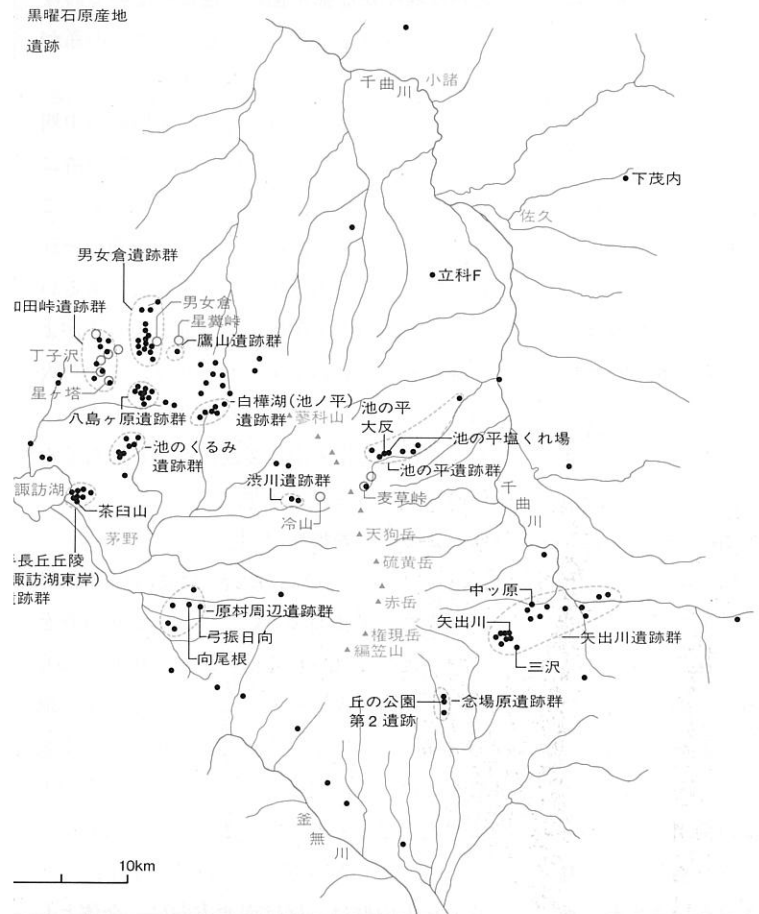 黒曜石原産地
遺跡
千曲川
小諸
下茂内
佐久
男女倉遺跡群
立科F
男女倉
和田峠遺跡群
星糞峠
鷹山遺跡群
丁子沢
星ヶ塔
白樺湖(池ノ平)
遺跡群
八島ヶ原遺跡群
蓼科山
池の平
大反
池の平塩くれ場
池のくるみ
遺跡群
池の平遺跡群
渋川遺跡群
麦草峠
諏訪湖
茶臼山
冷山
千曲川
茅野
天狗岳
硫黄岳
長丘丘陵
諏訪湖東岸)
遺跡群
中ッ原
赤岳
原村周辺遺跡群
矢出川
弓振日向
権現岳
矢出川遺跡群
向尾根
編笠山
三沢
丘の公園
第2遺跡
念場原遺跡群
釜無川
10km